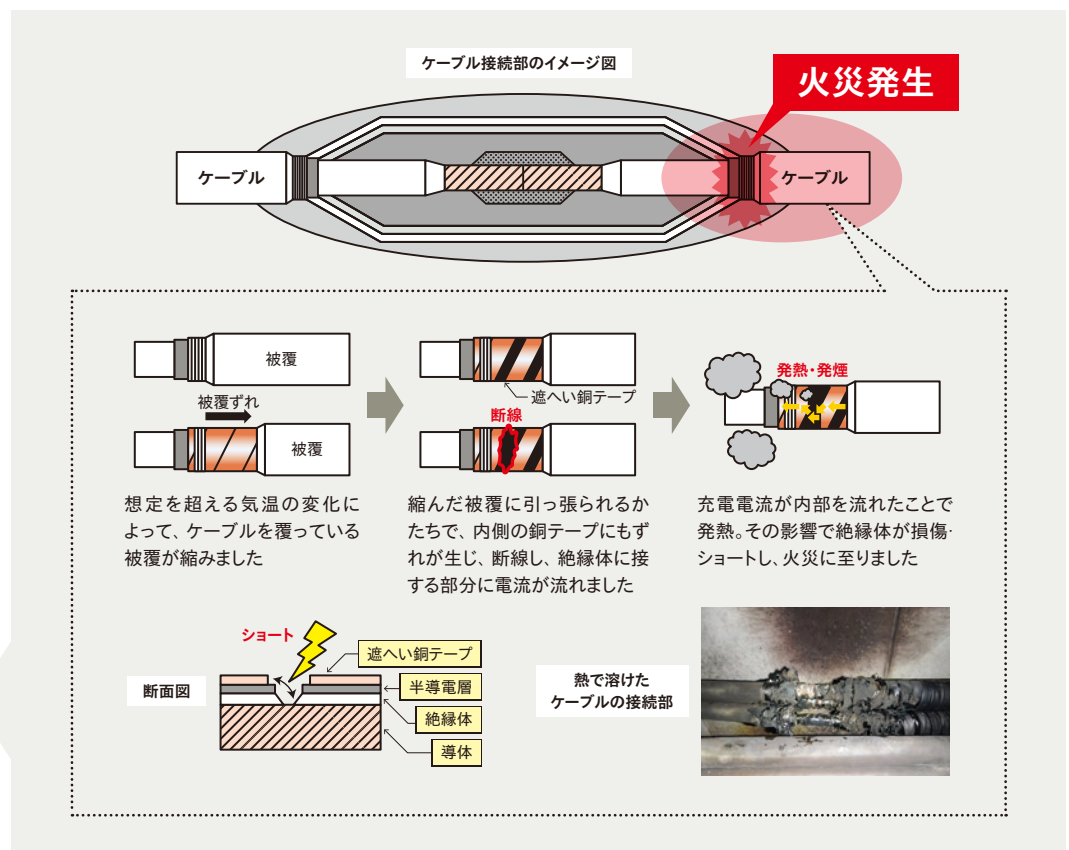 ケーブル接続部のイメージ図
火災発生
ケーブル
ケーブル
被覆
被覆ずれ
被覆
遮へい銅テープ
断線
発熱・発煙
想定を超える気温の変化に
よって、ケーブルを覆っている
被覆が縮みました
縮んだ被覆に引っ張られるか
たちで、内側の銅テープにもず
れが生じ、断線し、絶縁体に接
する部分に電流が流れました
充電電流が内部を流れたことで
発熱。その影響で絶縁体が損傷・
ショートし、火災に至りました
ショート
遮へい銅テープ
断面図
半導電層
絶縁体
導体
熱で溶けた
ケーブルの接続部